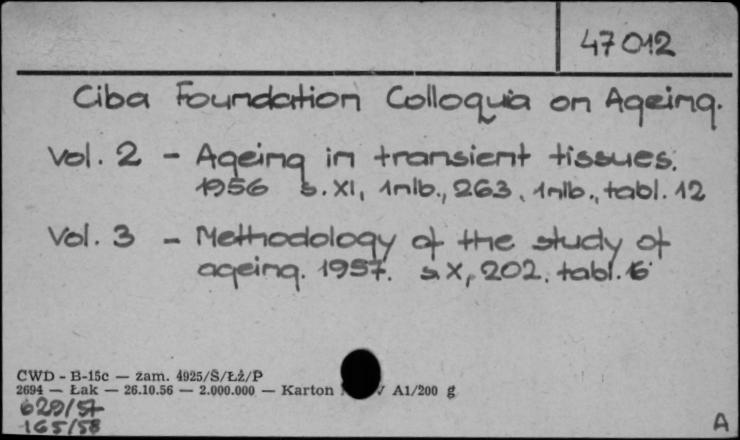 47012
Ciba Foundation Colloquia on Ageing.
Vol. 2 - Ageing in transient tissues.
1956 s. XI, 1nlb., 263, 1nlb., tabl. 12
Vol. 3 - Methodology of the study of
ageing. 1957. s. X, 202. tabl. 6
CWD - B-15c — zam. 4925/S/Łż/P
2694 — Łak — 26.10.56 — 2.000.000 — Karton V A1/200 g
629/57
165/58
A